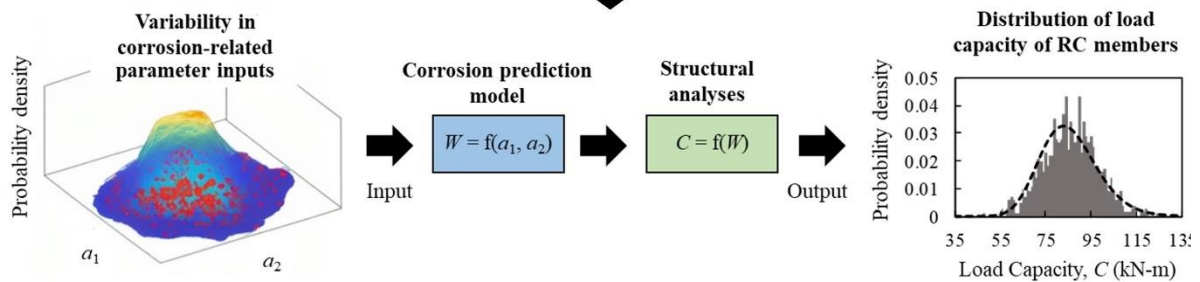 Variability in
corrosion-related
parameter inputs
Probability density
a₁
a₂
Input
Corrosion prediction
model
W = f(a₁, a₂)
Structural
analyses
C = f(W)
Output
Distribution of load
capacity of RC members
Probability density
0.05
0.04
0.03
0.02
0.01
0
35 55 75 95 115 135
Load Capacity, C (kN-m)